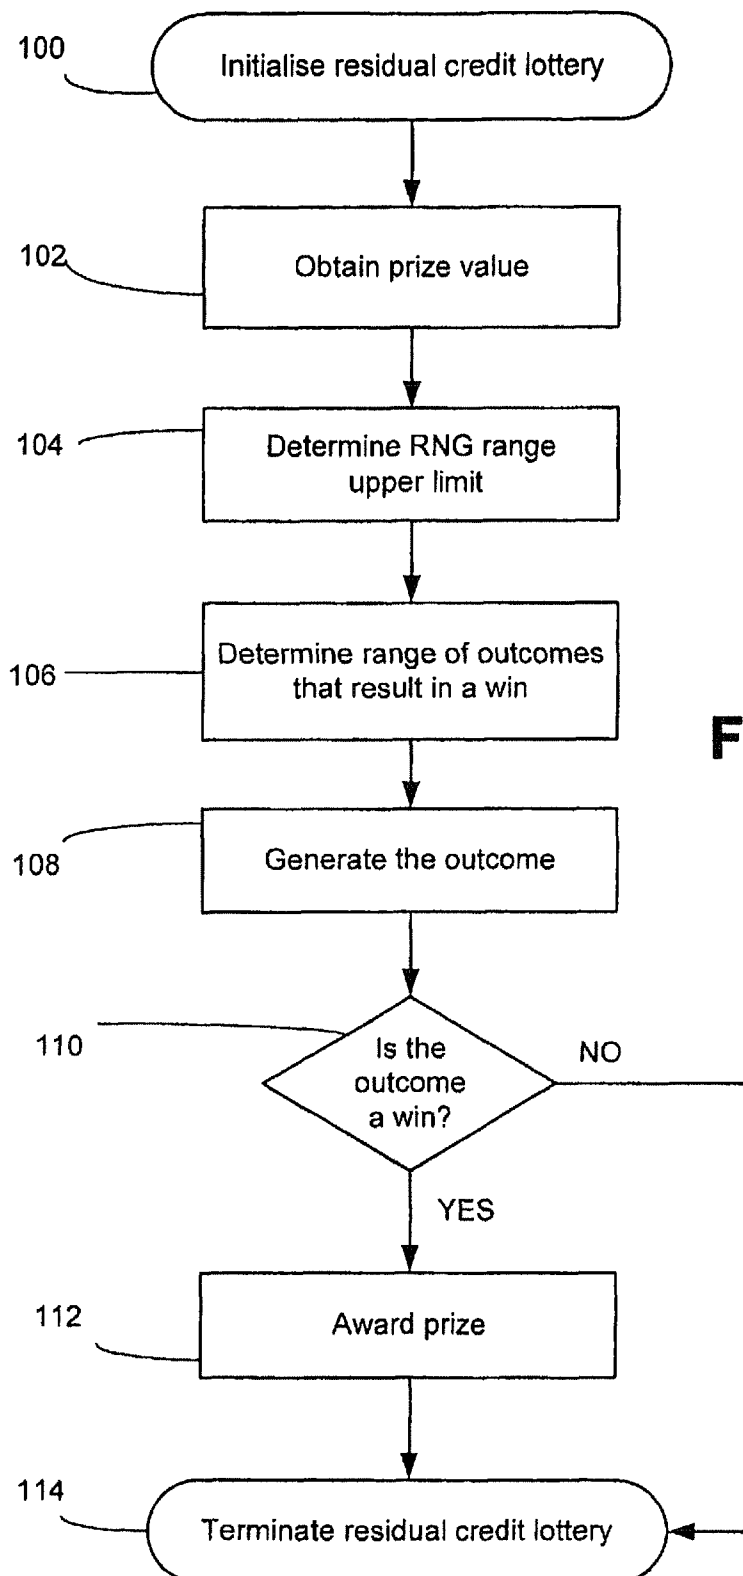 100
Initialise residual credit lottery
102
Obtain prize value
104
Determine RNG range
upper limit
106
Determine range of outcomes
that result in a win
F
108
Generate the outcome
110
Is the
outcome
a win?
NO
YES
112
Award prize
114
Terminate residual credit lottery